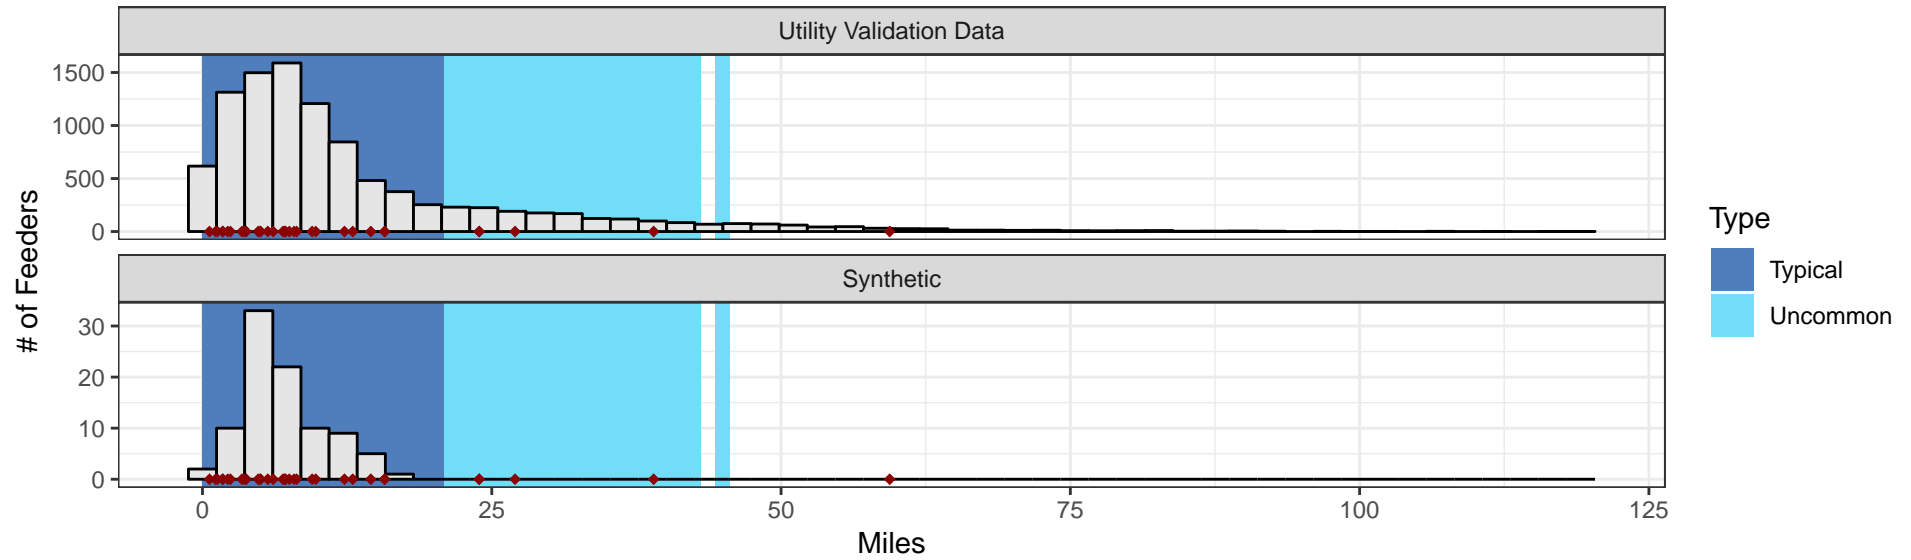 Utility Validation Data
1500
1000
500
0
Synthetic
30
20
10
0
0 25 50 75 100 125
Miles
# of Feeders
Type
Typical
Uncommon